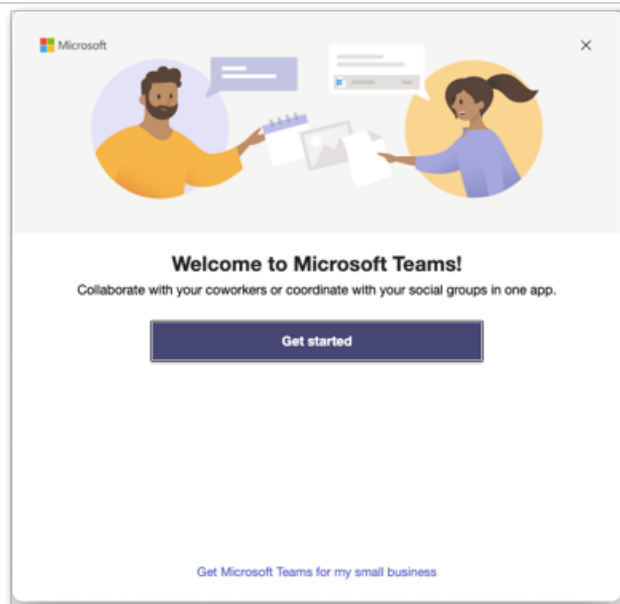 Microsoft
Welcome to Microsoft Teams!
Collaborate with your coworkers or coordinate with your social groups in one app.
Get started
Get Microsoft Teams for my small business